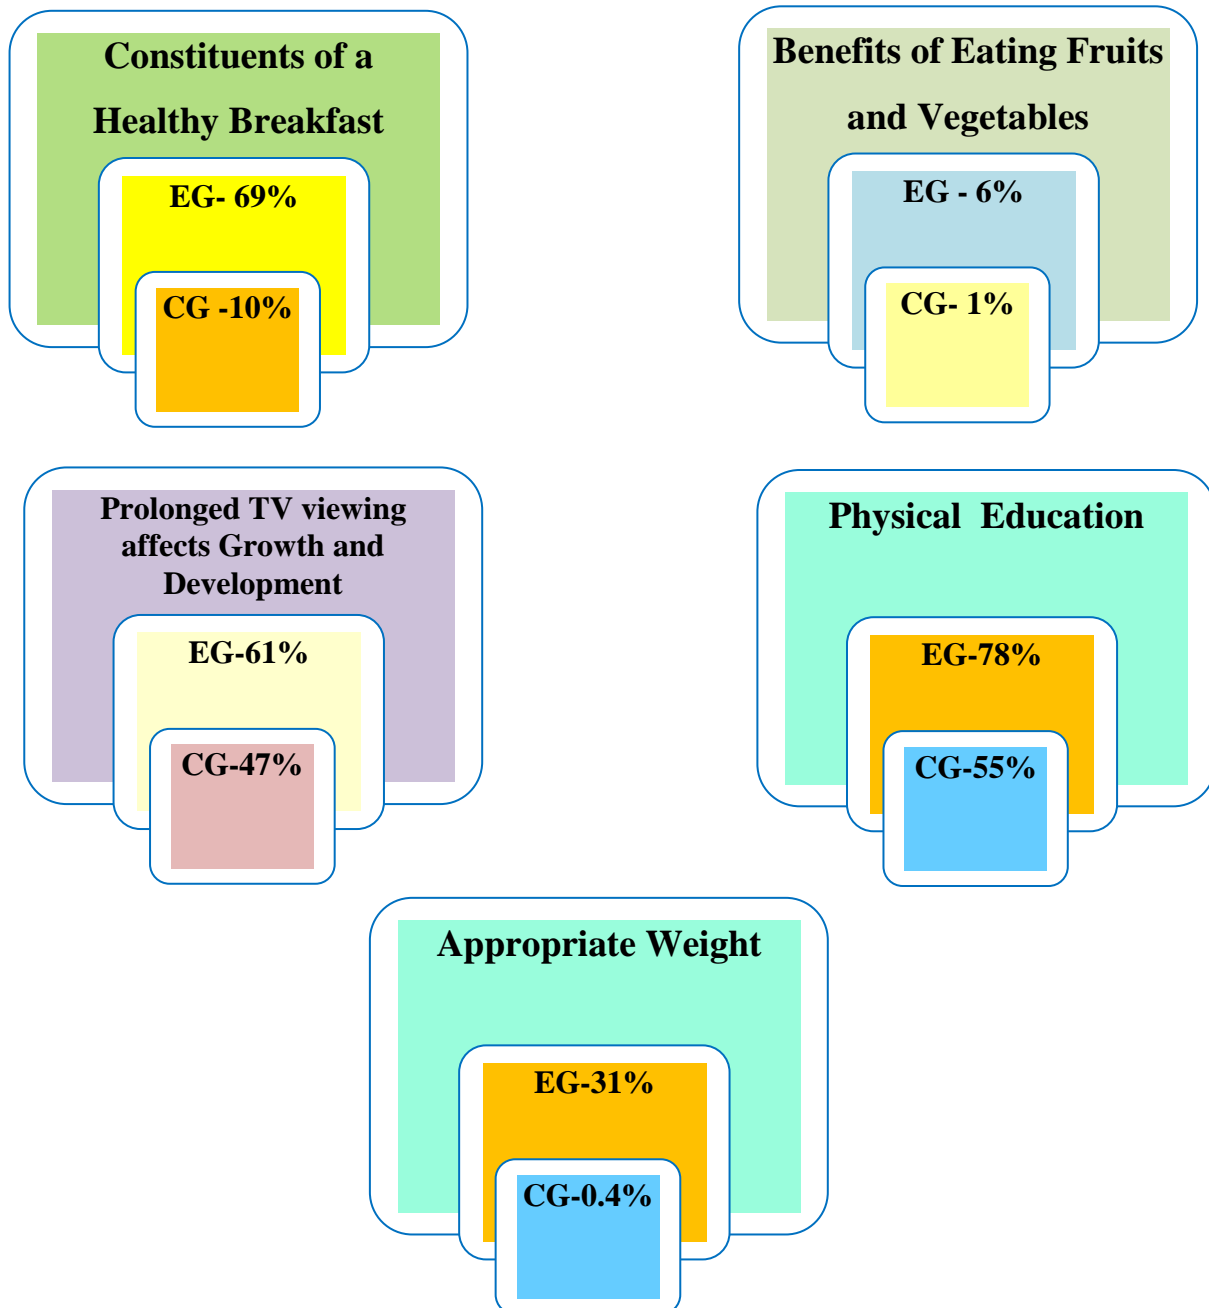 Constituents of a
Healthy Breakfast
EG- 69%
CG -10%
Benefits of Eating Fruits
and Vegetables
EG - 6%
CG- 1%
Prolonged TV viewing
affects Growth and
Development
EG-61%
CG-47%
Physical  Education
EG-78%
CG-55%
Appropriate Weight
EG-31%
CG-0.4%